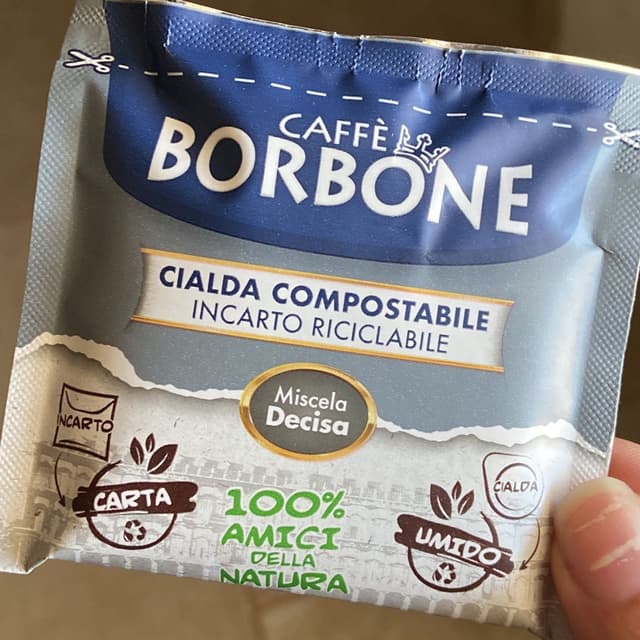 CAFFÈ
BORBONE
CIALDA COMPOSTABILE
INCARTO RICICLABILE
Miscela
Decisa
INCARTO
CARTA
100%
AMICI
DELLA
NATURA
CIALDA
UMIDO